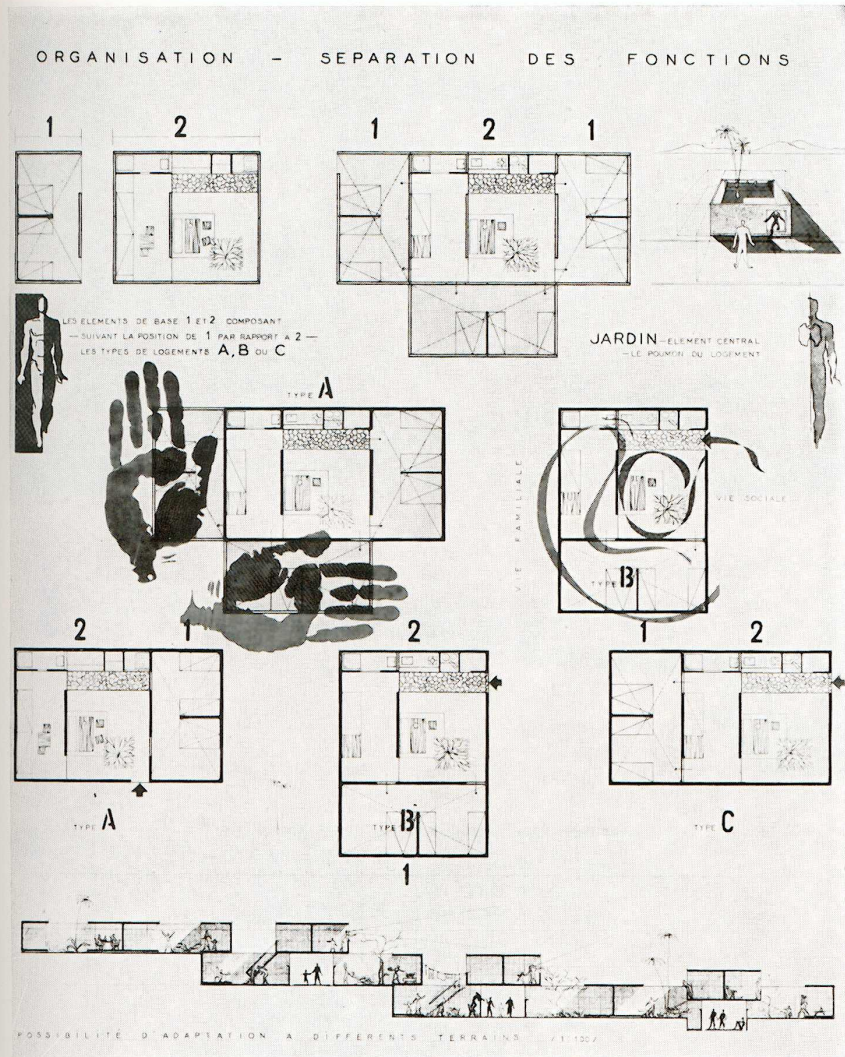 ORGANISATION – SEPARATION DES FONCTIONS
1 2 1 2 1
LES ELEMENTS DE BASE 1 ET 2 COMPOSANT
— SUIVANT LA POSITION DE 1 PAR RAPPORT A 2 —
LES TYPES DE LOGEMENTS A, B OU C
JARDIN — ELEMENT CENTRAL
— LE POUMON DU LOGEMENT
TYPE A
VIE FAMILIALE
VIE SOCIALE
TYPE B
2 1 2 1 2
TYPE A
TYPE B
TYPE C
1
POSSIBILITÉ D'ADAPTATION A DIFFERENTS TERRAINS